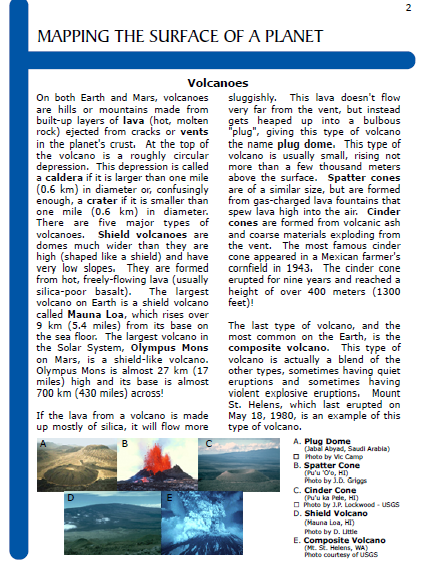 2
MAPPING THE SURFACE OF A PLANET
Volcanoes
On both Earth and Mars, volcanoes
are hills or mountains made from
built-up layers of lava (hot, molten
rock) ejected from cracks or vents
in the planet's crust. At the top of
the volcano is a roughly circular
depression. This depression is called
a caldera if it is larger than one mile
(0.6 km) in diameter or, confusingly
enough, a crater if it is smaller than
one mile (0.6 km) in diameter.
There are five major types of
volcanoes. Shield volcanoes are
domes much wider than they are
high (shaped like a shield) and have
very low slopes. They are formed
from hot, freely-flowing lava (usually
silica-poor basalt). The largest
volcano on Earth is a shield volcano
called Mauna Loa, which rises over
9 km (5.4 miles) from its base on
the sea floor. The largest volcano in
the Solar System, Olympus Mons
on Mars, is a shield-like volcano.
Olympus Mons is almost 27 km (17
miles) high and its base is almost
700 km (430 miles) across!
If the lava from a volcano is made
up mostly of silica, it will flow more
sluggishly. This lava doesn't flow
very far from the vent, but instead
gets heaped up into a bulbous
"plug", giving this type of volcano
the name plug dome. This type of
volcano is usually small, rising not
more than a few thousand meters
above the surface. Spatter cones
are of a similar size, but are formed
from gas-charged lava fountains that
spew lava high into the air. Cinder
cones are formed from volcanic ash
and coarse materials exploding from
the vent. The most famous cinder
cone appeared in a Mexican farmer's
cornfield in 1943. The cinder cone
erupted for nine years and reached a
height of over 400 meters (1300
feet)!
The last type of volcano, and the
most common on the Earth, is the
composite volcano. This type of
volcano is actually a blend of the
other types, sometimes having quiet
eruptions and sometimes having
violent explosive eruptions. Mount
St. Helens, which last erupted on
May 18, 1980, is an example of this
type of volcano.
A
B
C
D
E
A. Plug Dome
(Jabal Abyad, Saudi Arabia)
Photo by Vic Camp
B. Spatter Cone
(Pu'u 'O'o, HI)
Photo by J.D. Griggs
C. Cinder Cone
(Pu'u ka Pele, HI)
Photo by J.P. Lockwood - USGS
D. Shield Volcano
(Mauna Loa, HI)
Photo by D. Little
E. Composite Volcano
(Mt. St. Helens, WA)
Photo courtesy of USGS